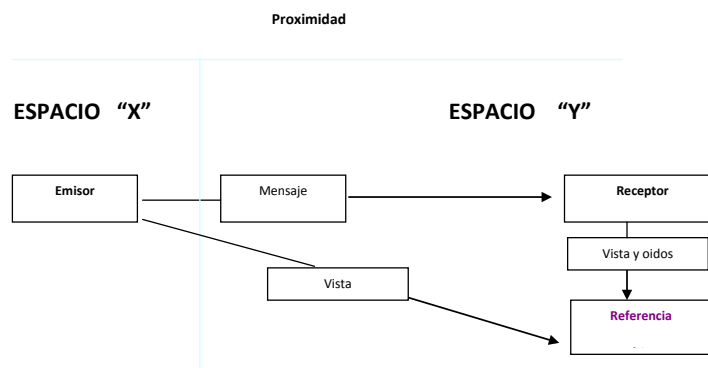 Proximidad
ESPACIO “X”
ESPACIO “Y”
Emisor
Mensaje
Receptor
Vista y oidos
Vista
Referencia